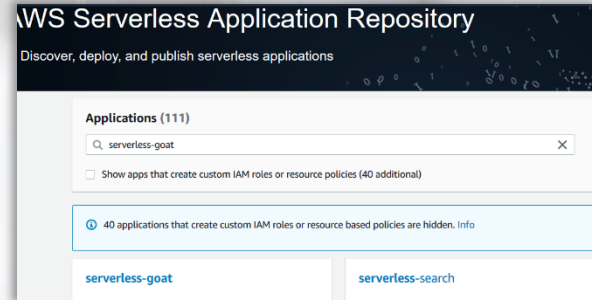 AWS Serverless Application Repository
Discover, deploy, and publish serverless applications
Applications (111)
serverless-goat
Show apps that create custom IAM roles or resource policies (40 additional)
40 applications that create custom IAM roles or resource based policies are hidden. Info
serverless-goat serverless-search